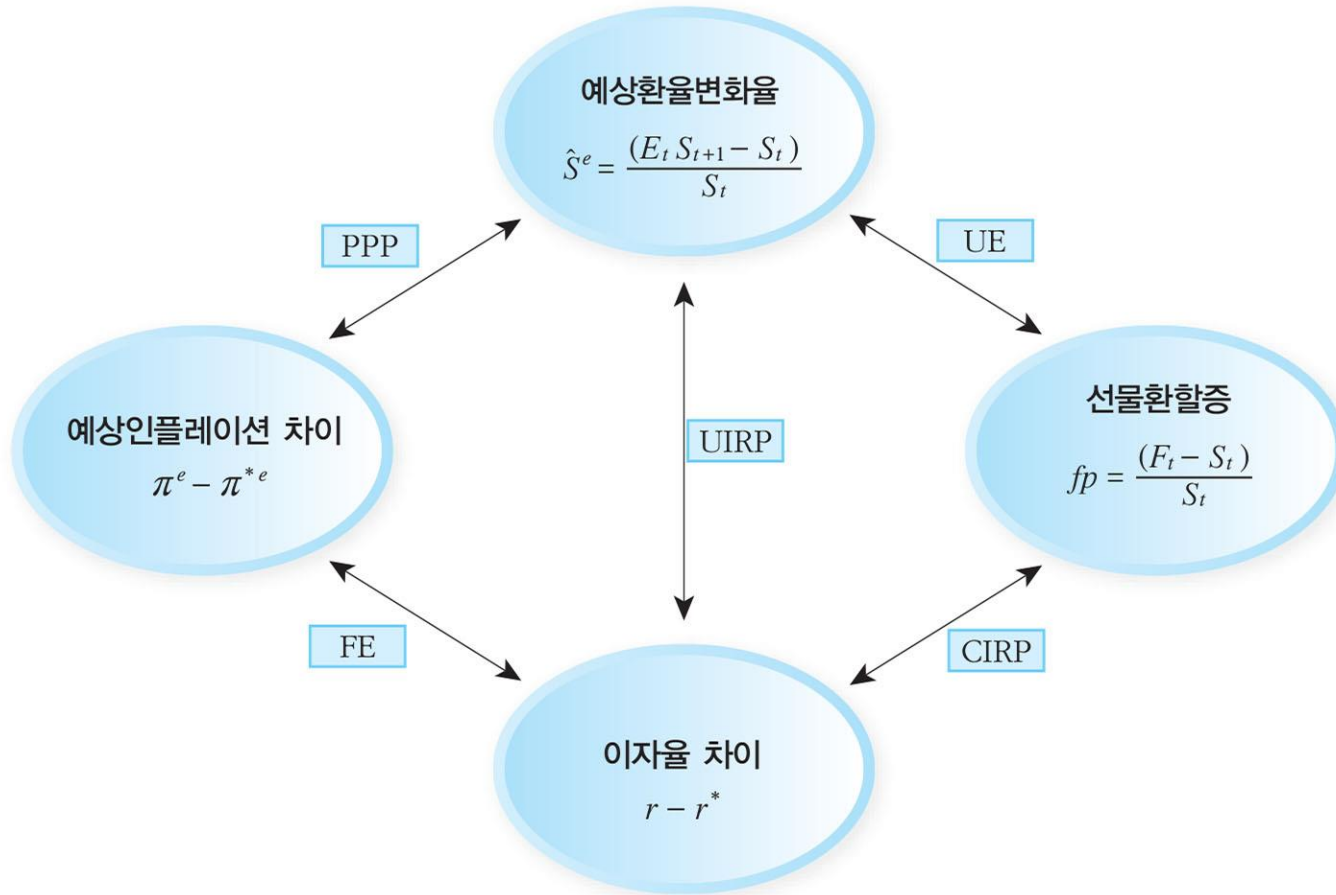 예상환율변화율
Ŝᵉ = (E_t S_{t+1} − S_t) / S_t
PPP
UE
예상인플레이션 차이
πᵉ − π*ᵉ
UIRP
선물환할증
fp = (F_t − S_t) / S_t
FE
CIRP
이자율 차이
r − r*